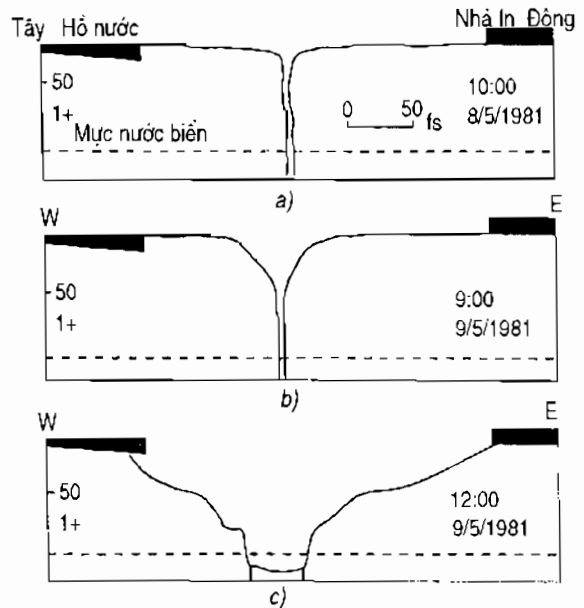 Tây Hồ nước Nhà In Đông
50
1+
Mực nước biển
0 50 fs
10:00
8/5/1981
a)
W E
50
1+
9:00
9/5/1981
b)
W E
50
1+
12:00
9/5/1981
c)